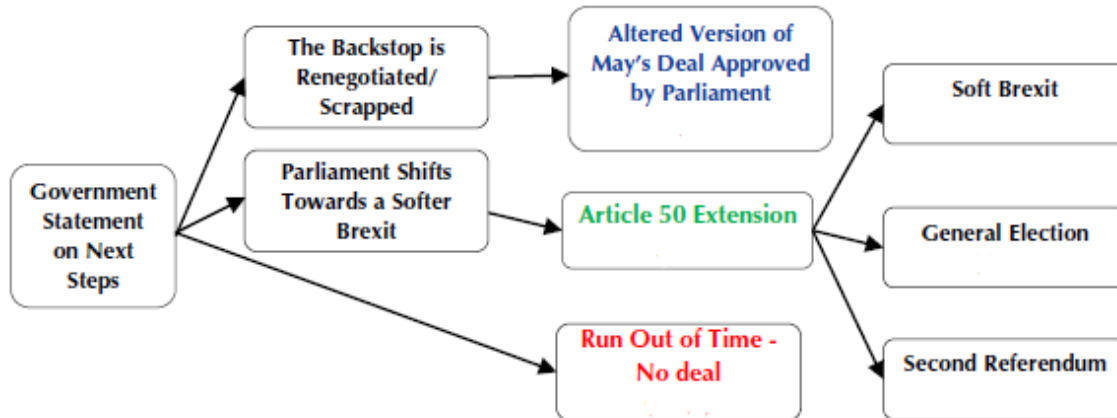 The Backstop is
Renegotiated/
Scrapped
Altered Version of
May's Deal Approved
by Parliament
Soft Brexit
Government
Statement
on Next
Steps
Parliament Shifts
Towards a Softer
Brexit
Article 50 Extension
General Election
Run Out of Time -
No deal
Second Referendum